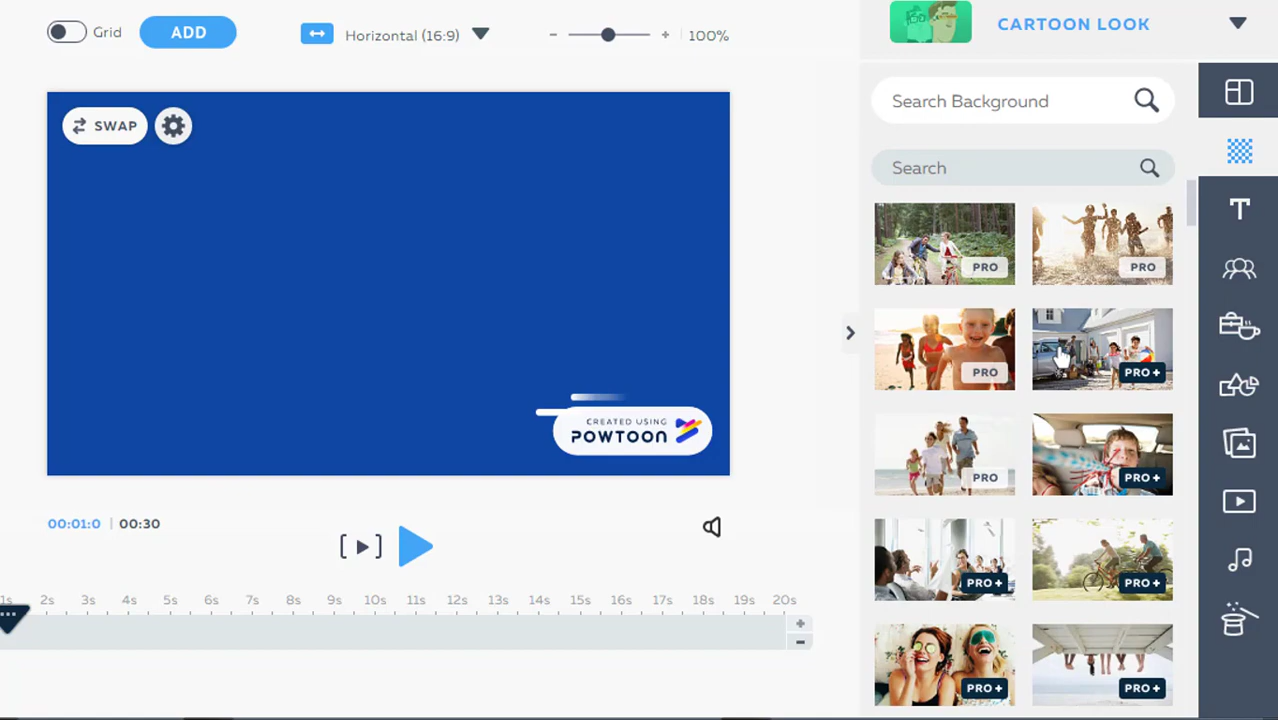 Grid
ADD
Horizontal (16:9)
100%
CARTOON LOOK
Search Background
SWAP
Search
PRO
PRO
PRO
PRO+
PRO
PRO+
CREATED USING
POWTOON
00:01:0 | 00:30
PRO+
PRO+
1s 2s 3s 4s 5s 6s 7s 8s 9s 10s 11s 12s 13s 14s 15s 16s 17s 18s 19s 20s
PRO+
PRO+